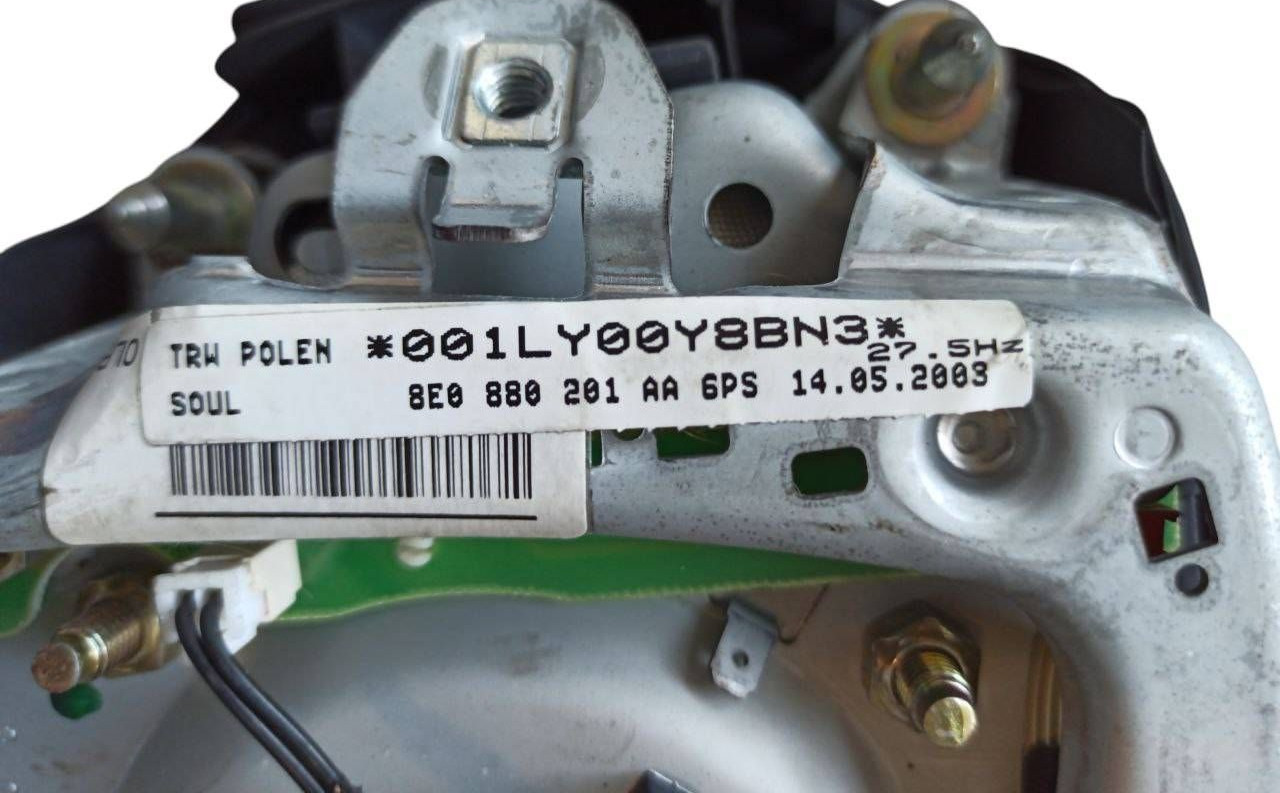 TRW POLEN *001LY00Y8BN3*
27.5Hz
SOUL 8E0 880 201 AA 6PS 14.05.2003